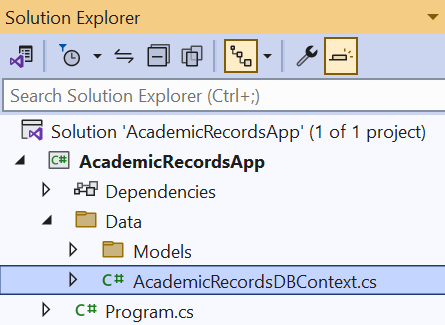 Solution Explorer
Search Solution Explorer (Ctrl+;)
Solution 'AcademicRecordsApp' (1 of 1 project)
C# AcademicRecordsApp
Dependencies
Data
Models
C# AcademicRecordsDBContext.cs
C# Program.cs